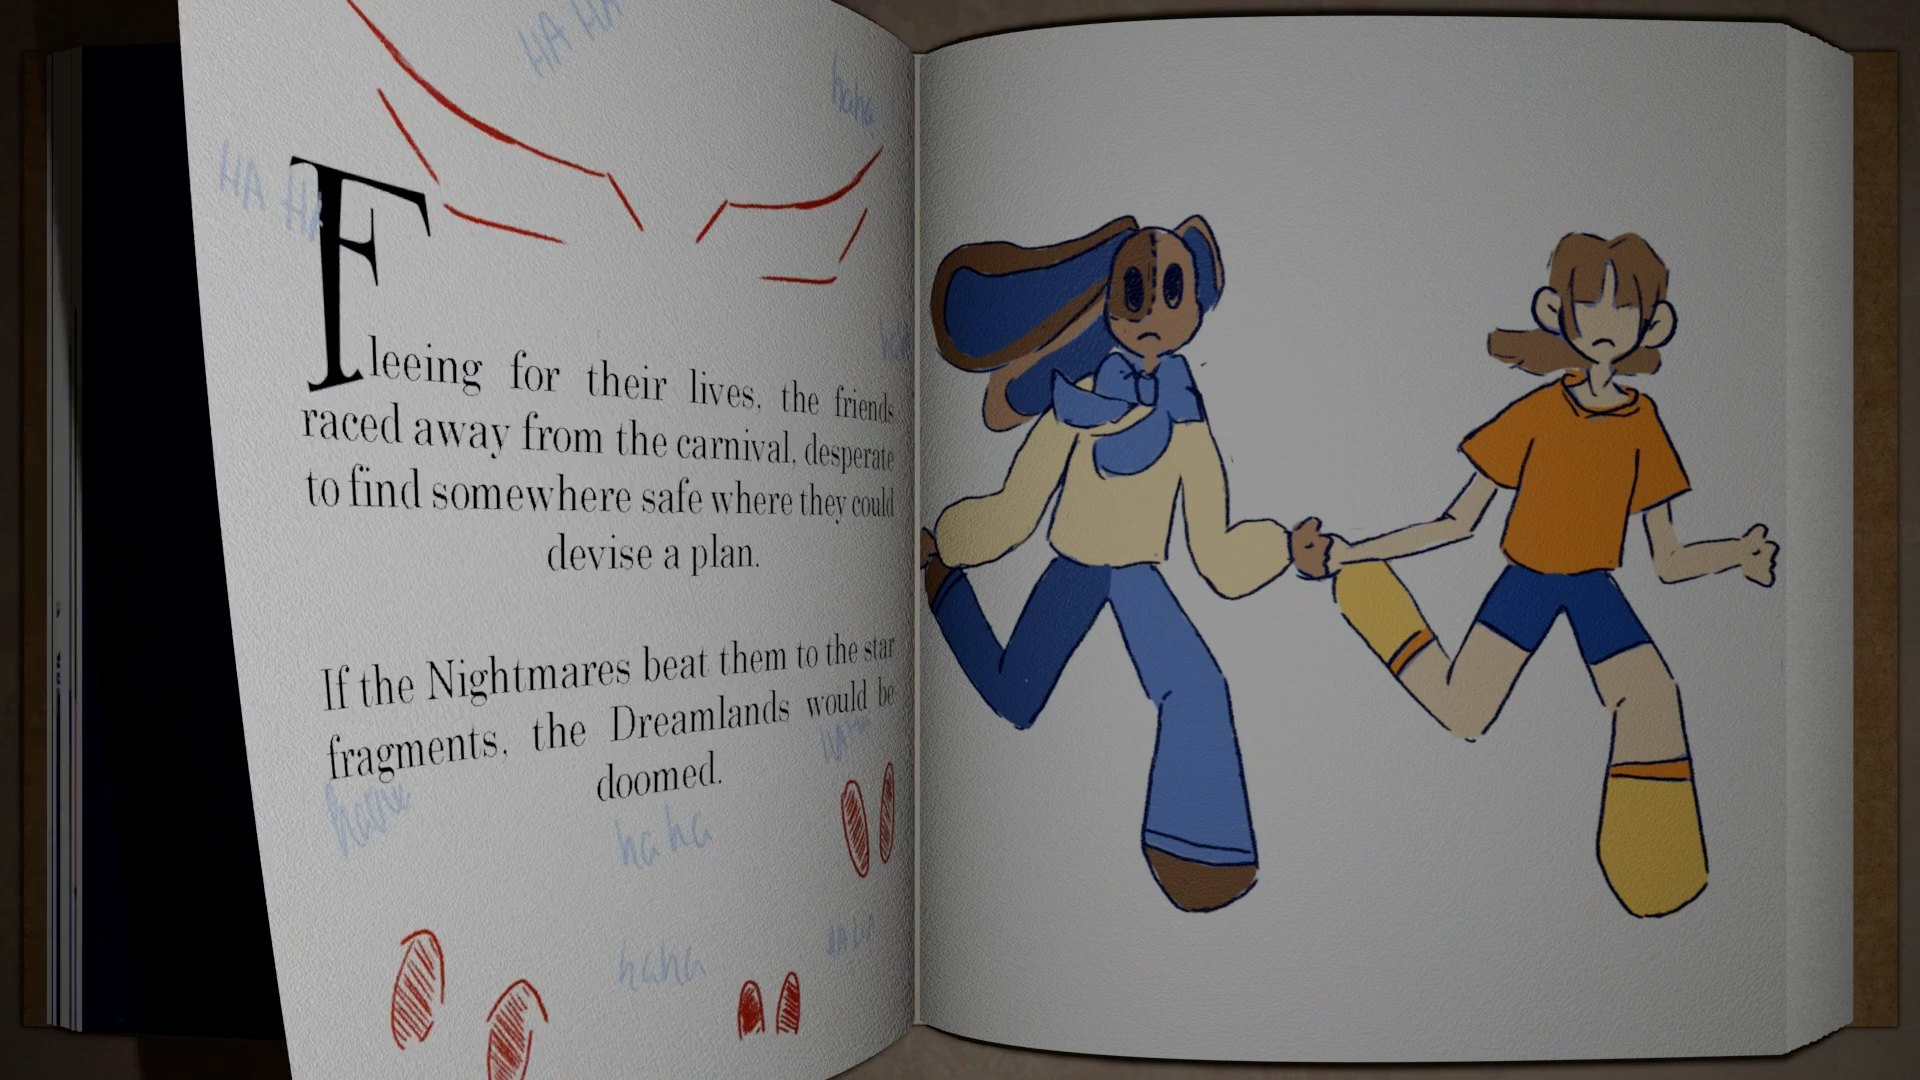 HA HA
haha
HA HA
Fleeing for their lives, the friends
raced away from the carnival, desperate
to find somewhere safe where they could
devise a plan.
If the Nightmares beat them to the star
fragments, the Dreamlands would be
doomed.
haha
haha